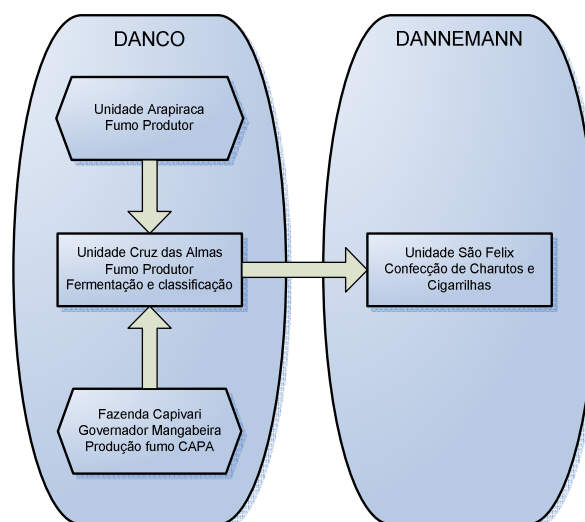 DANCO
Unidade Arapiraca
Fumo Produtor
Unidade Cruz das Almas
Fumo Produtor
Fermentação e classificação
Fazenda Capivari
Governador Mangabeira
Produção fumo CAPA
DANNEMANN
Unidade São Felix
Confecção de Charutos e
Cigarrilhas